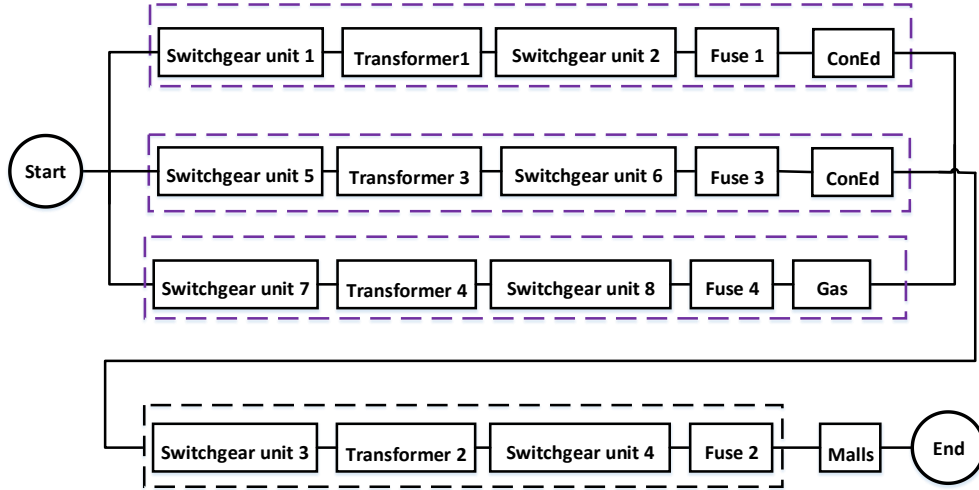 Switchgear unit 1
Transformer1
Switchgear unit 2
Fuse 1
ConEd
Start
Switchgear unit 5
Transformer 3
Switchgear unit 6
Fuse 3
ConEd
Switchgear unit 7
Transformer 4
Switchgear unit 8
Fuse 4
Gas
Switchgear unit 3
Transformer 2
Switchgear unit 4
Fuse 2
Malls
End